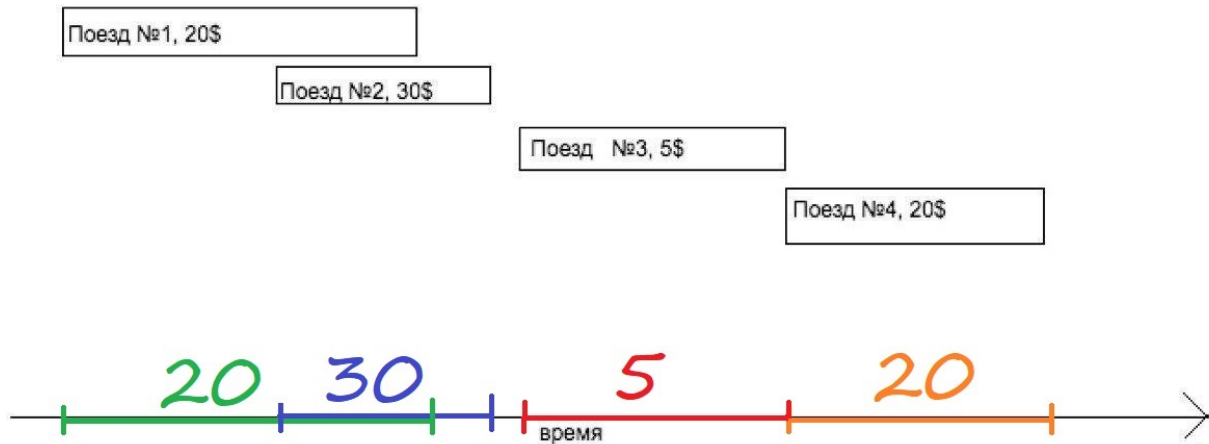 Поезд №1, 20$
Поезд №2, 30$
Поезд №3, 5$
Поезд №4, 20$
20 30 5 20
время